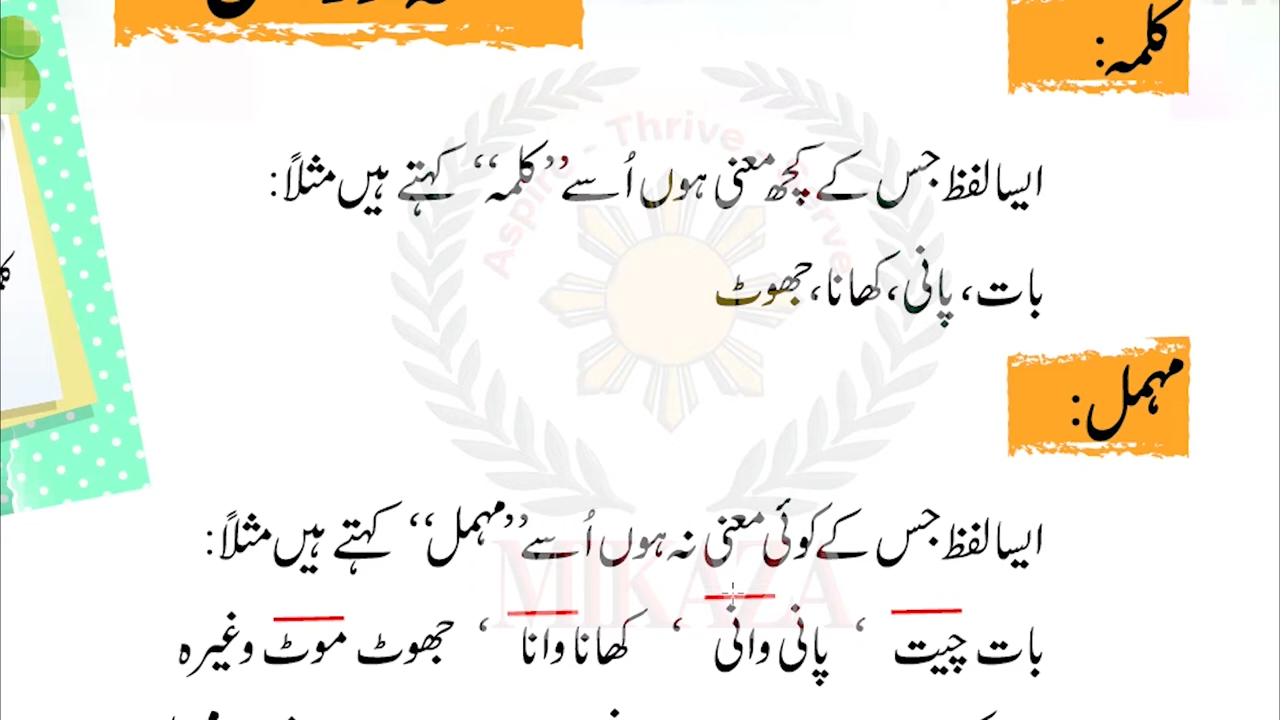 کلمہ:
ایسا لفظ جس کے کچھ معنی ہوں اُسے ’’کلمہ‘‘ کہتے ہیں مثلاً:
بات، پانی، کھانا، جھوٹ
مہمل:
ایسا لفظ جس کے کوئی معنی نہ ہوں اُسے ’’مہمل‘‘ کہتے ہیں مثلاً:
بات چیت ‘ پانی وانی ‘ کھانا وانا ‘ جھوٹ موٹ وغیرہ
Thrive
MIKAZA